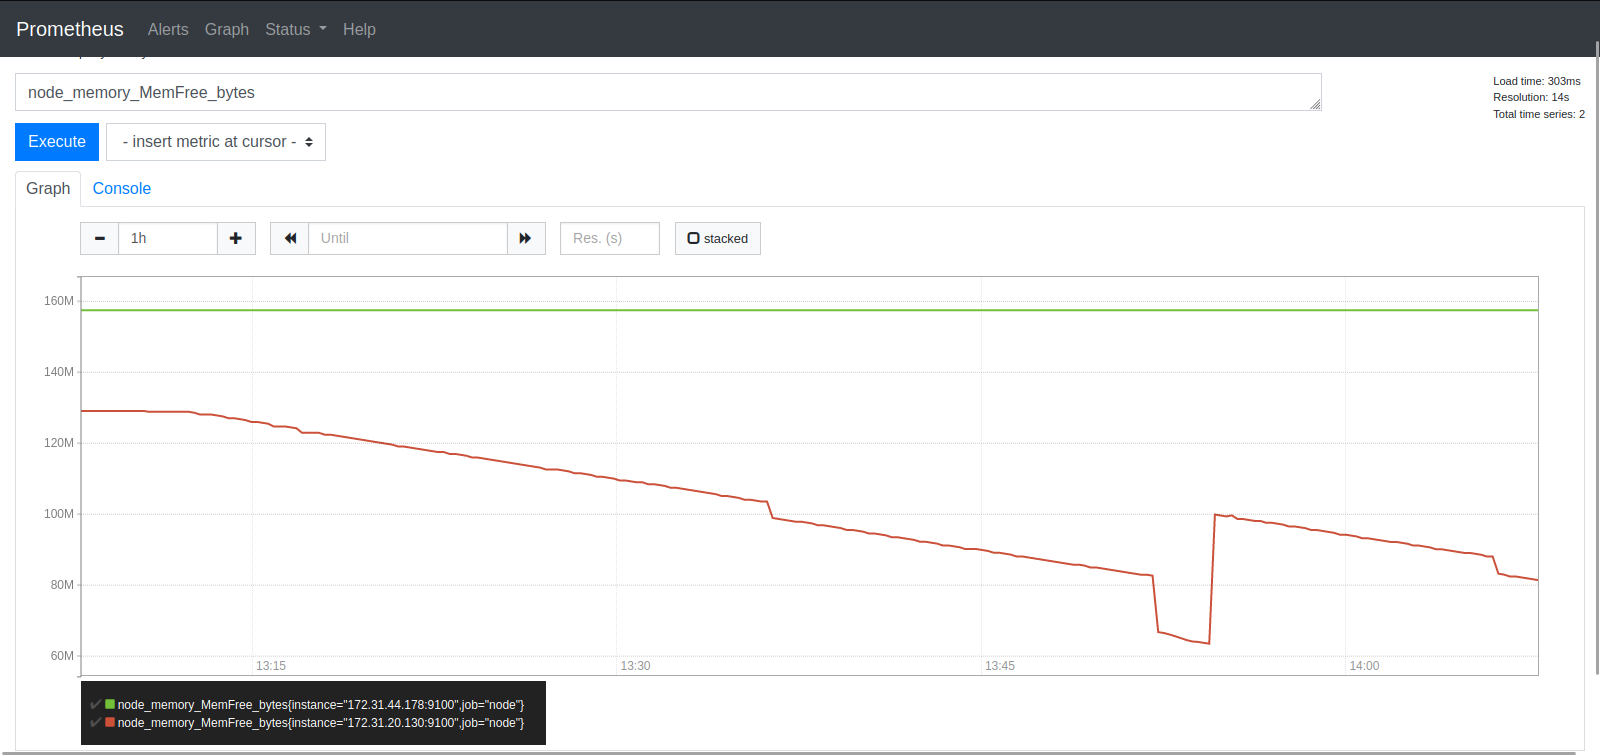 Prometheus Alerts Graph Status Help
node_memory_MemFree_bytes
Load time: 303ms
Resolution: 14s
Total time series: 2
Execute - insert metric at cursor -
Graph Console
1h Until Res. (s) stacked
160M
140M
120M
100M
80M
60M
13:15 13:30 13:45 14:00
node_memory_MemFree_bytes{instance="172.31.44.178:9100",job="node"}
node_memory_MemFree_bytes{instance="172.31.20.130:9100",job="node"}